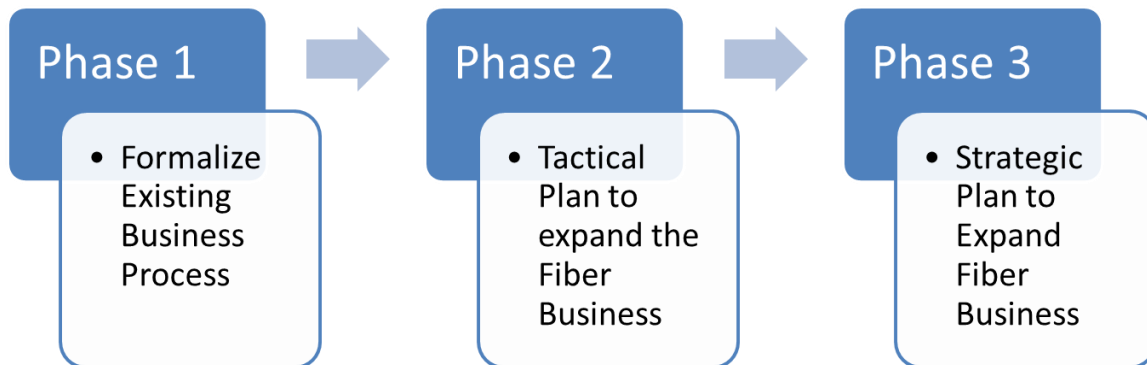 Phase 1
• Formalize
Existing
Business
Process
Phase 2
• Tactical
Plan to
expand the
Fiber
Business
Phase 3
• Strategic
Plan to
Expand
Fiber
Business